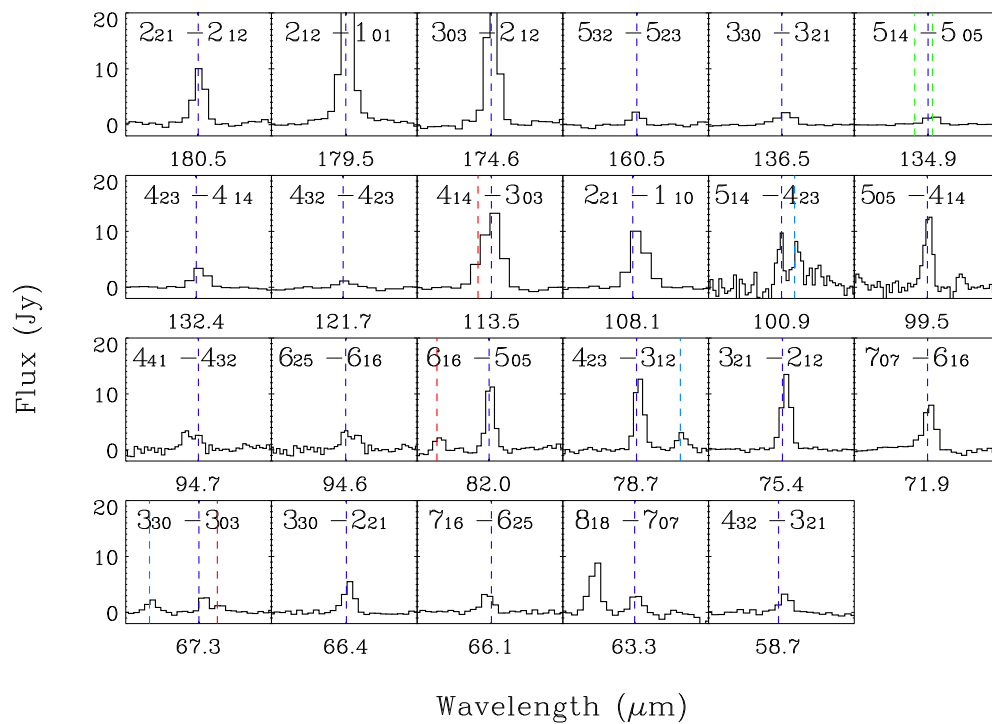 20 10 0
2₂₁ – 2₁₂ 2₁₂ – 1₀₁ 3₀₃ – 2₁₂ 5₃₂ – 5₂₃ 3₃₀ – 3₂₁ 5₁₄ – 5₀₅
180.5 179.5 174.6 160.5 136.5 134.9
20 10 0
4₂₃ – 4₁₄ 4₃₂ – 4₂₃ 4₁₄ – 3₀₃ 2₂₁ – 1₁₀ 5₁₄ – 4₂₃ 5₀₅ – 4₁₄
132.4 121.7 113.5 108.1 100.9 99.5
20 10 0
4₄₁ – 4₃₂ 6₂₅ – 6₁₆ 6₁₆ – 5₀₅ 4₂₃ – 3₁₂ 3₂₁ – 2₁₂ 7₀₇ – 6₁₆
94.7 94.6 82.0 78.7 75.4 71.9
20 10 0
3₃₀ – 3₀₃ 3₃₀ – 2₂₁ 7₁₆ – 6₂₅ 8₁₈ – 7₀₇ 4₃₂ – 3₂₁
67.3 66.4 66.1 63.3 58.7
Flux (Jy)
Wavelength (μm)